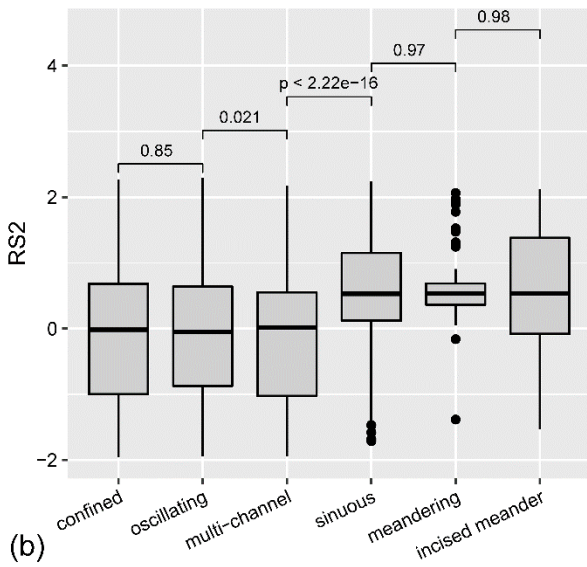 0.98
0.97
p < 2.22e−16
0.021
0.85
4
2
0
−2
RS2
confined
oscillating
multi−channel
sinuous
meandering
incised meander
(b)